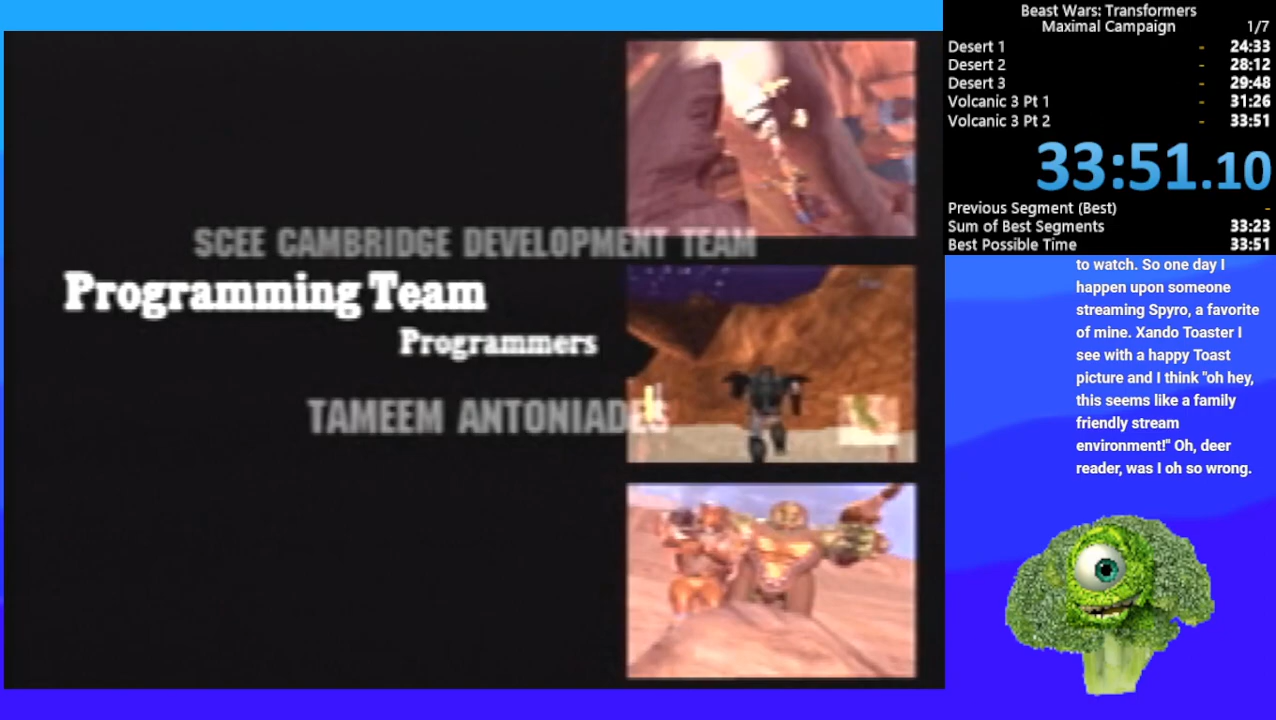 SCEE CAMBRIDGE DEVELOPMENT TEAM
Programming Team
Programmers
TAMEEM ANTONIADES
Beast Wars: Transformers
Maximal Campaign 1/7
Desert 1 - 24:33
Desert 2 - 28:12
Desert 3 - 29:48
Volcanic 3 Pt 1 - 31:26
Volcanic 3 Pt 2 - 33:51
33:51.10
Previous Segment (Best) -
Sum of Best Segments 33:23
Best Possible Time 33:51
to watch. So one day I
happen upon someone
streaming Spyro, a favorite
of mine. Xando Toaster I
see with a happy Toast
picture and I think "oh hey,
this seems like a family
friendly stream
environment!" Oh, deer
reader, was I oh so wrong.